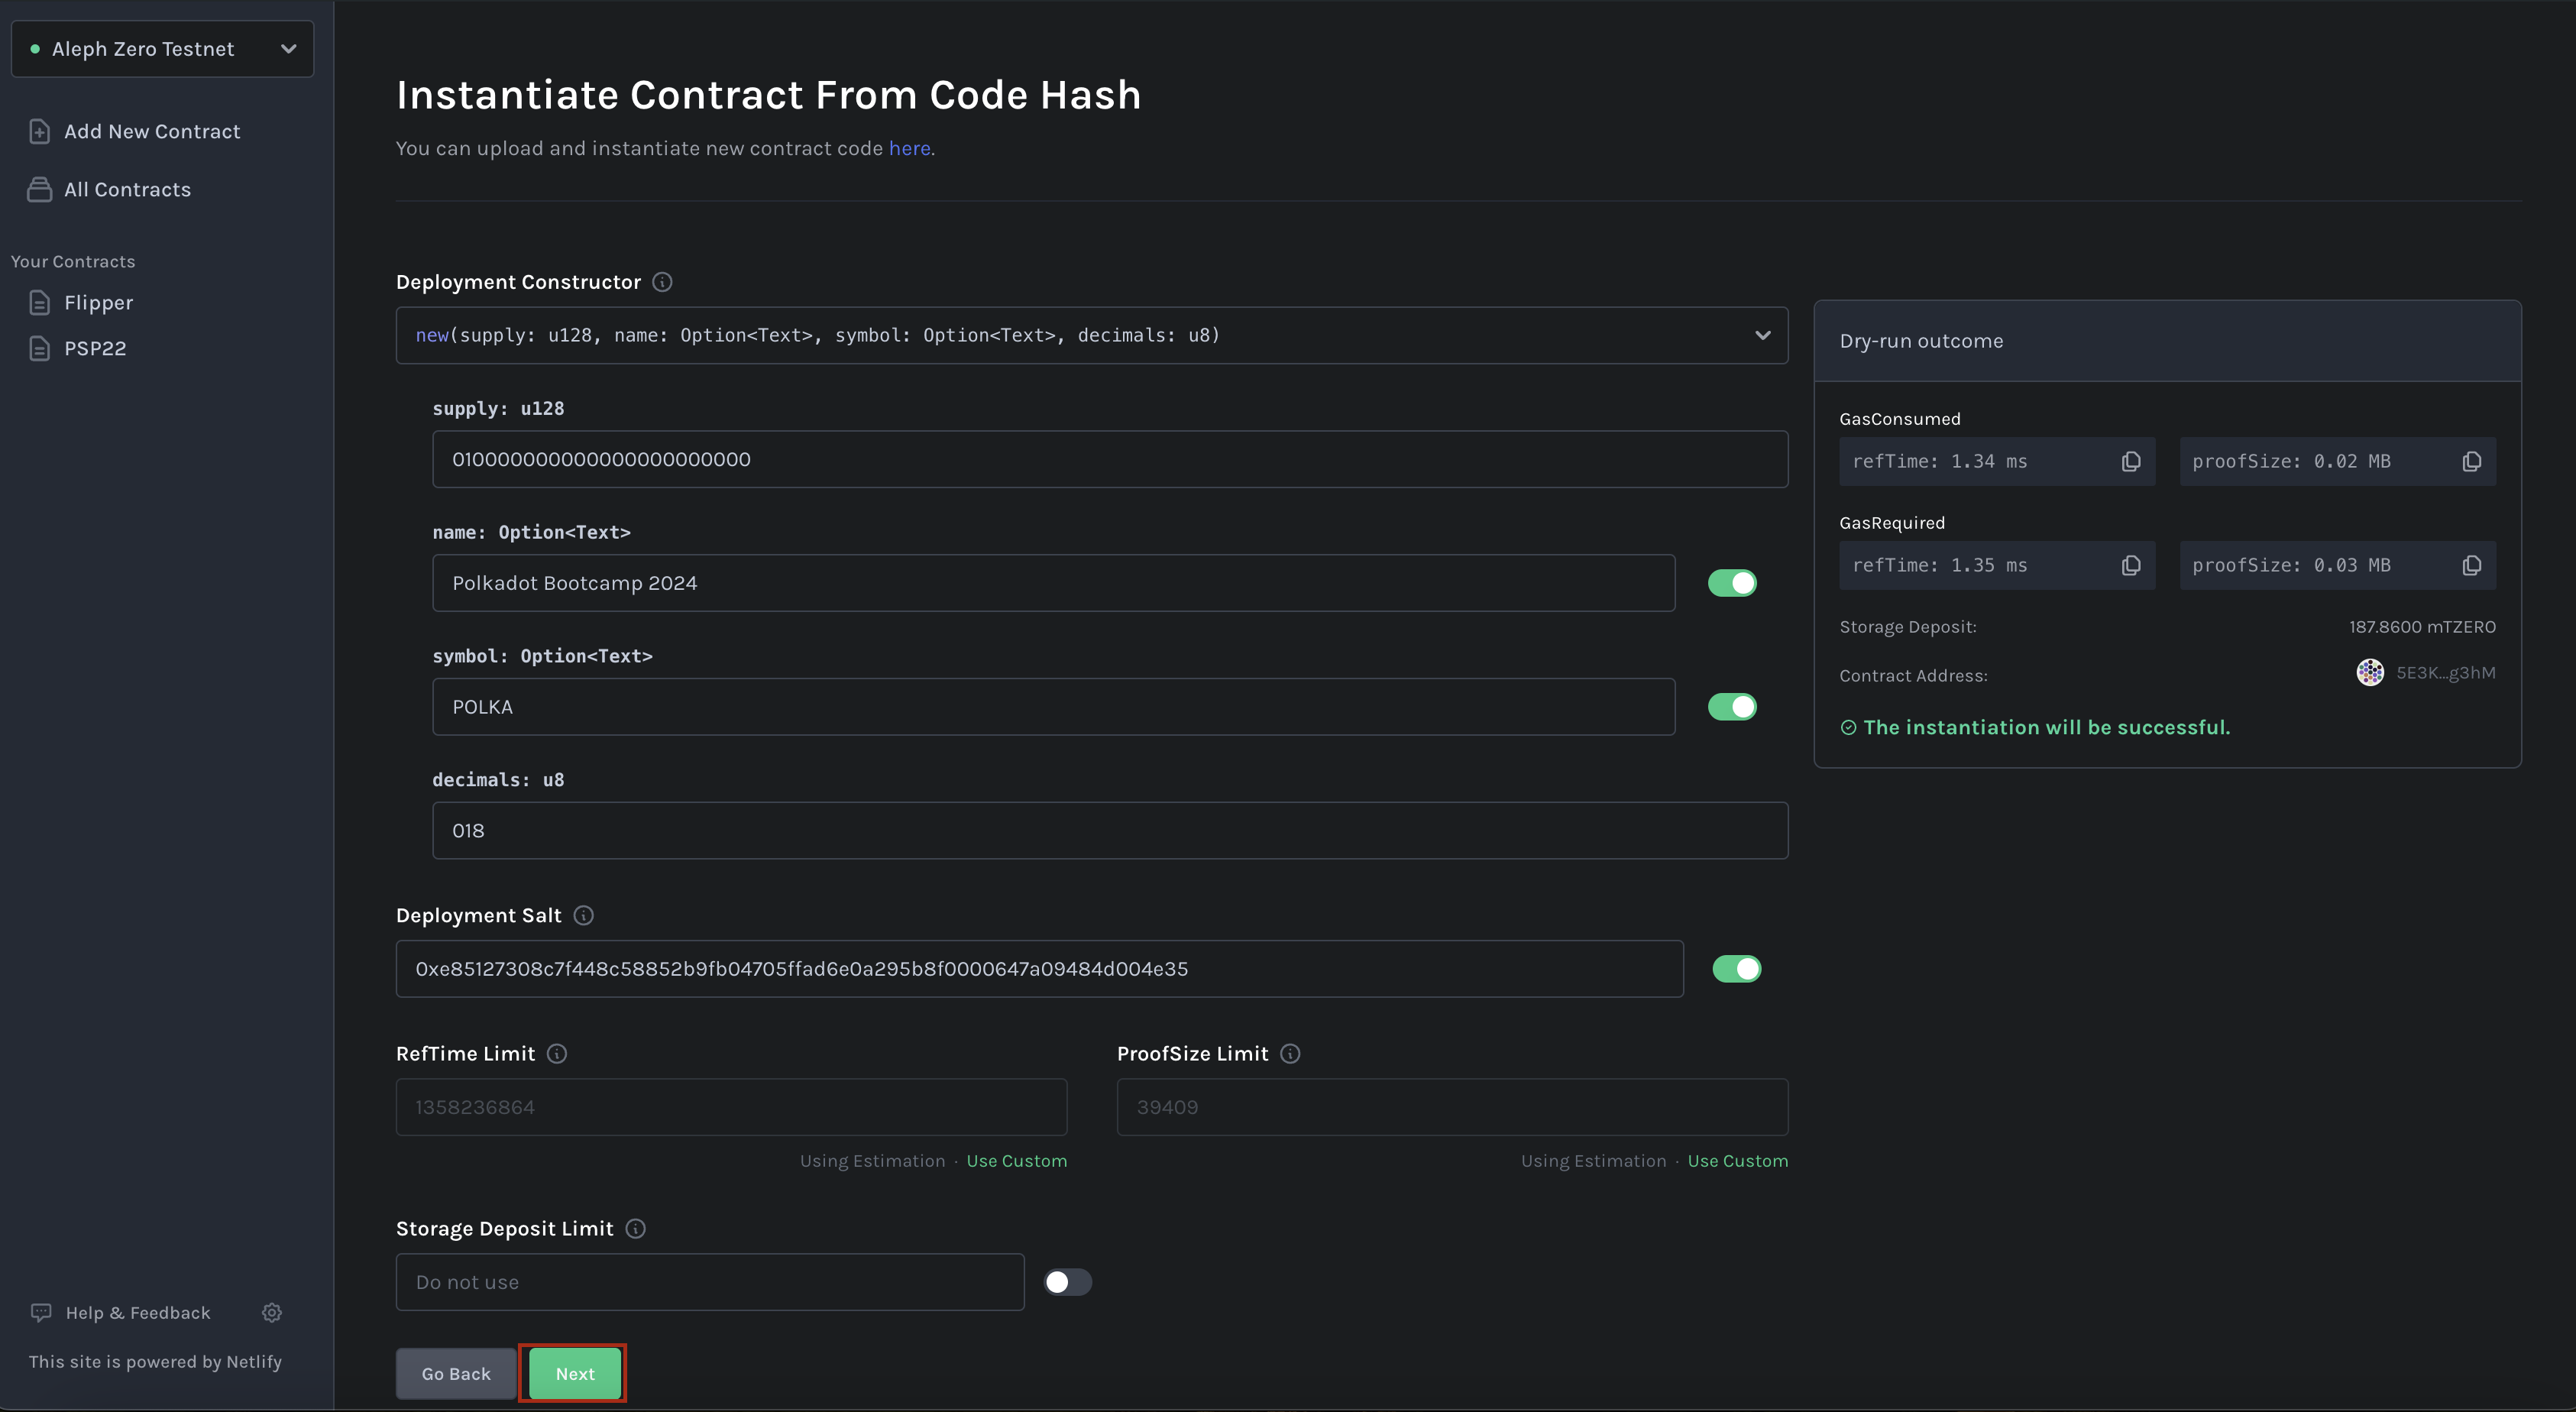 Aleph Zero Testnet
Add New Contract
All Contracts
Your Contracts
Flipper
PSP22
Help & Feedback
This site is powered by Netlify
Instantiate Contract From Code Hash
You can upload and instantiate new contract code here.
Deployment Constructor
new(supply: u128, name: Option<Text>, symbol: Option<Text>, decimals: u8)
supply: u128
name: Option<Text>
Polkadot Bootcamp 2024
symbol: Option<Text>
POLKA
decimals: u8
018
Deployment Salt
0xe85127308c7f448c58852b9fb04705ffad6e0a295b8f0000647a09484d004e35
RefTime Limit
1358236864
Using Estimation · Use Custom
ProofSize Limit
39409
Using Estimation · Use Custom
Storage Deposit Limit
Do not use
Go Back
Next
Dry-run outcome
GasConsumed
refTime: 1.34 ms
proofSize: 0.02 MB
GasRequired
refTime: 1.35 ms
proofSize: 0.03 MB
Storage Deposit:
187.8600 mTZERO
Contract Address:
5E3K...g3hM
The instantiation will be successful.